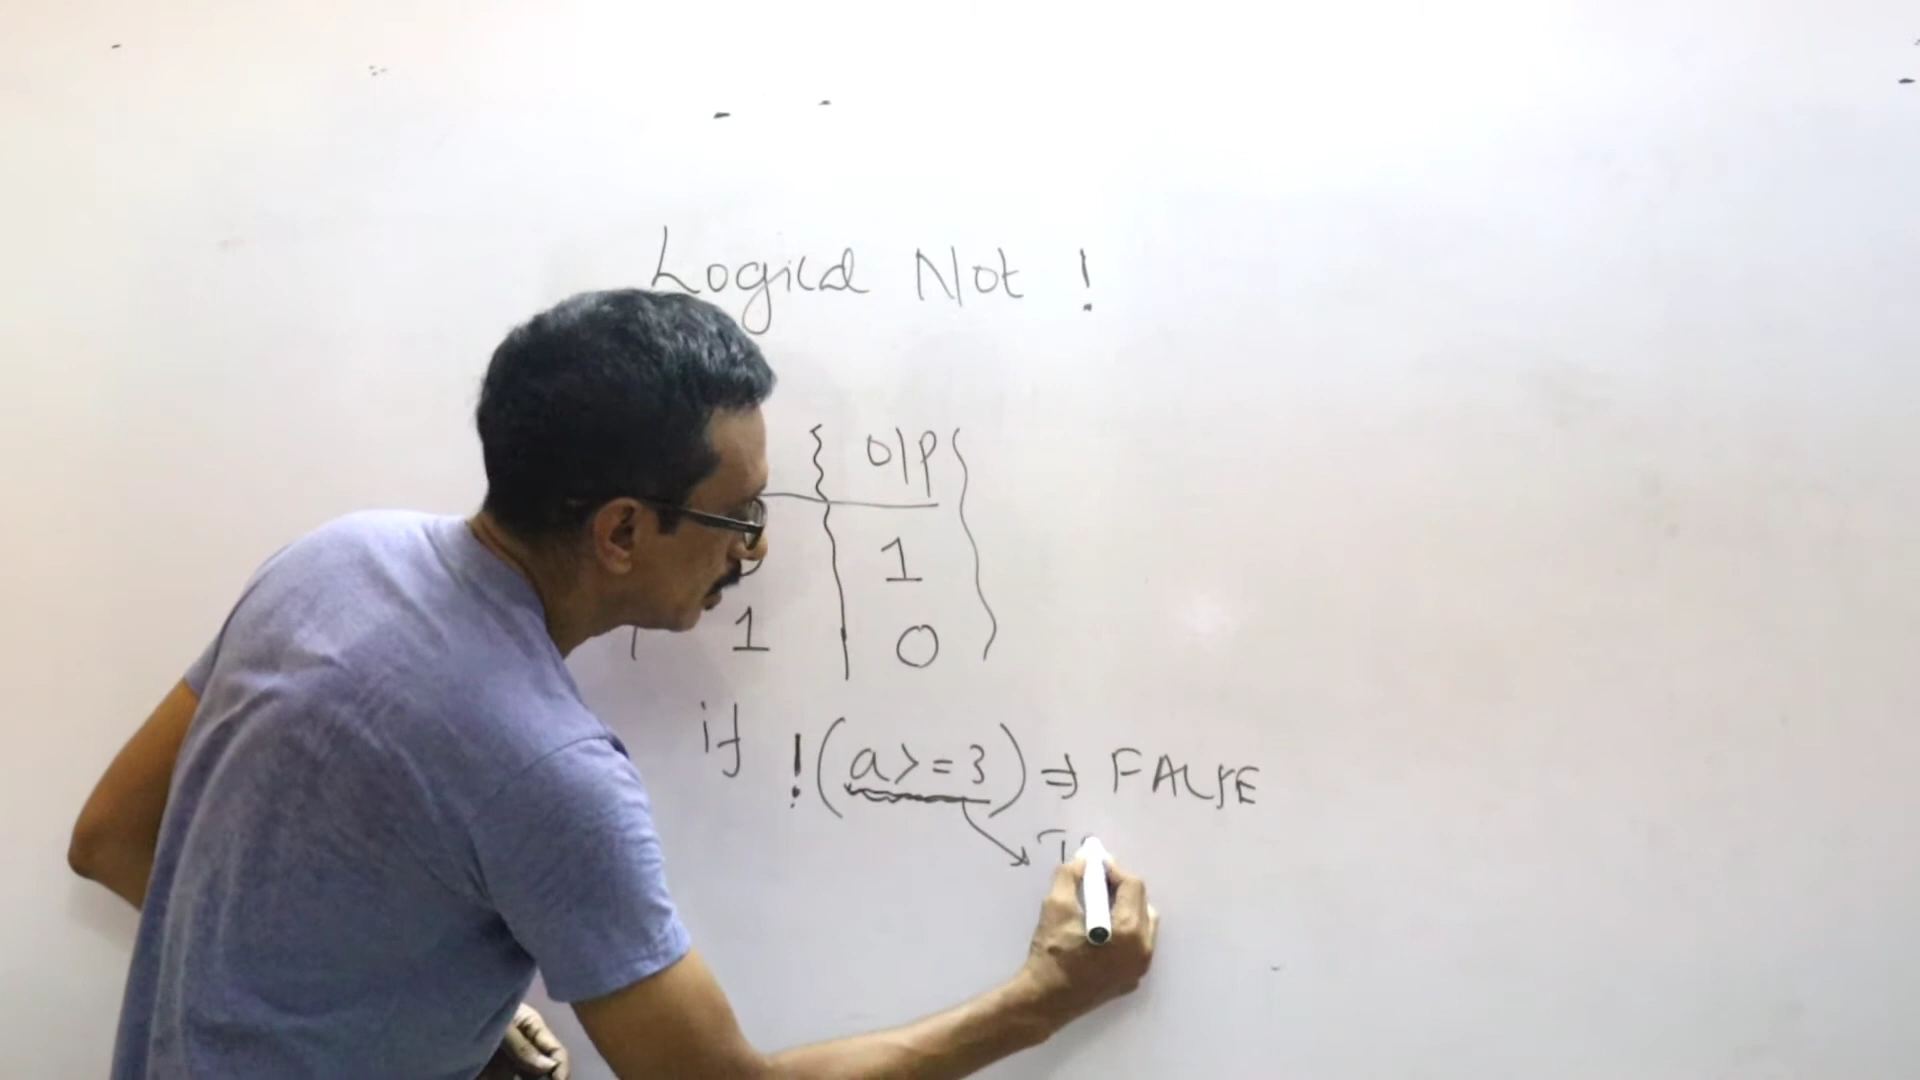 Logical Not !
O|P
1
1 0
if !(a>=3) ⇒ FALSE